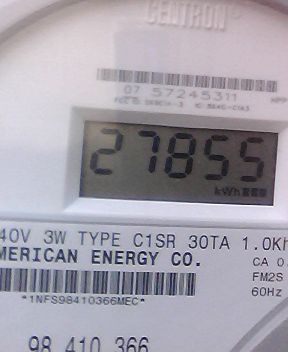 CENTRON®
07 57245311
27855
kWh
40V 3W TYPE C1SR 30TA 1.0Kh
MERICAN ENERGY CO.
CA 0.
FM2S
*1NFS98410366MEC*
60Hz
98 410 366